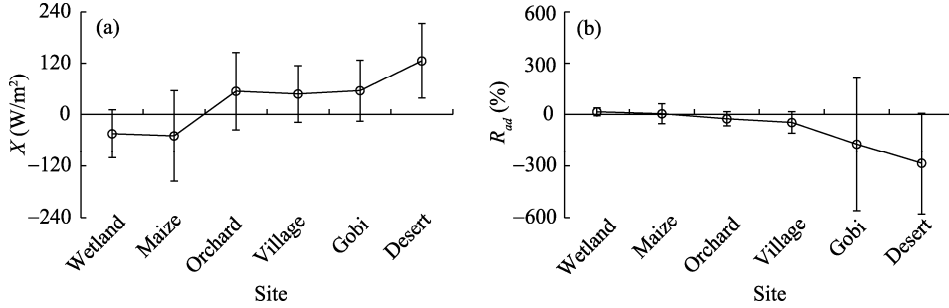 (a)
X (W/m²)
240
120
0
−120
−240
Wetland
Maize
Orchard
Village
Gobi
Desert
Site
(b)
R_ad (%)
600
300
0
−300
−600
Wetland
Maize
Orchard
Village
Gobi
Desert
Site